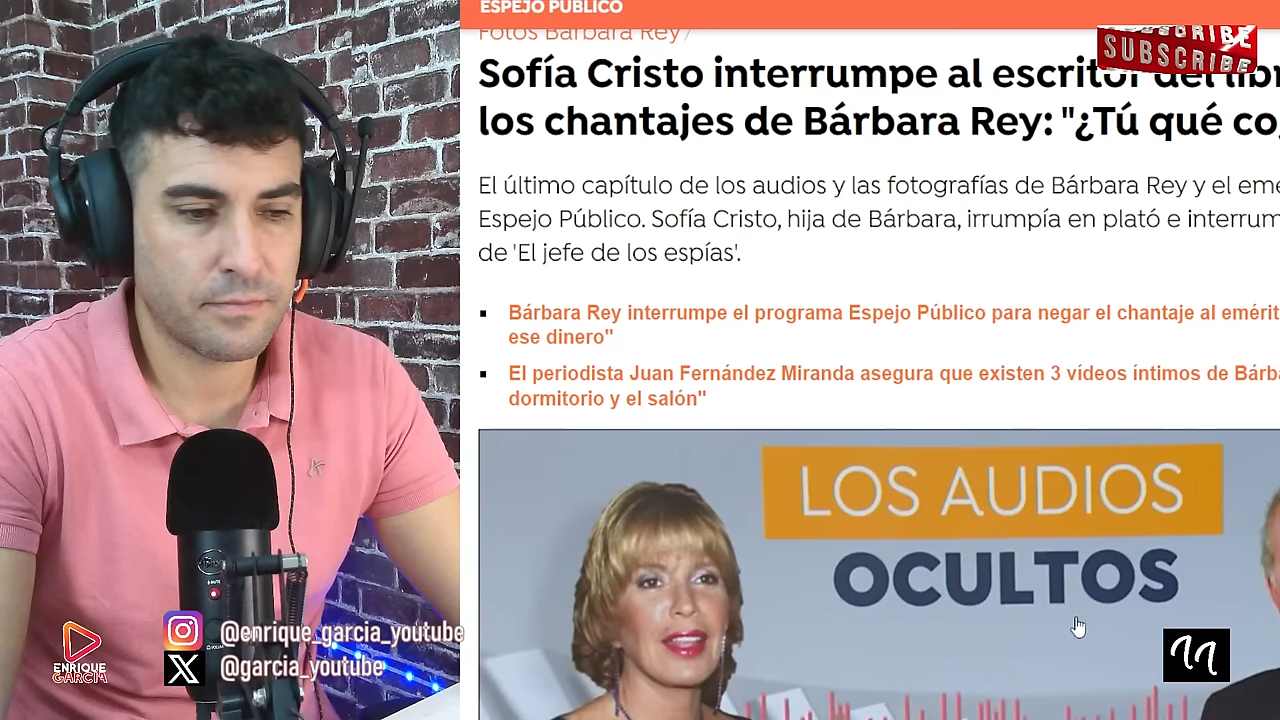 ESPEJO PÚBLICO
Fotos Bárbara Rey /
SUBSCRIBE
SUBSCRIBE
Sofía Cristo interrumpe al escritor del
los chantajes de Bárbara Rey: "¿Tú qué
El último capítulo de los audios y las fotografías de Bárbara Rey y el
Espejo Público. Sofía Cristo, hija de Bárbara, irrumpía en plató e
de 'El jefe de los espías'.
▪ Bárbara Rey interrumpe el programa Espejo Público para negar el chantaje al
ese dinero"
▪ El periodista Juan Fernández Miranda asegura que existen 3 vídeos íntimos de
dormitorio y el salón"
LOS AUDIOS
OCULTOS
@enrique_garcia_youtube
@garcia_youtube
ENRIQUE
GARCIA